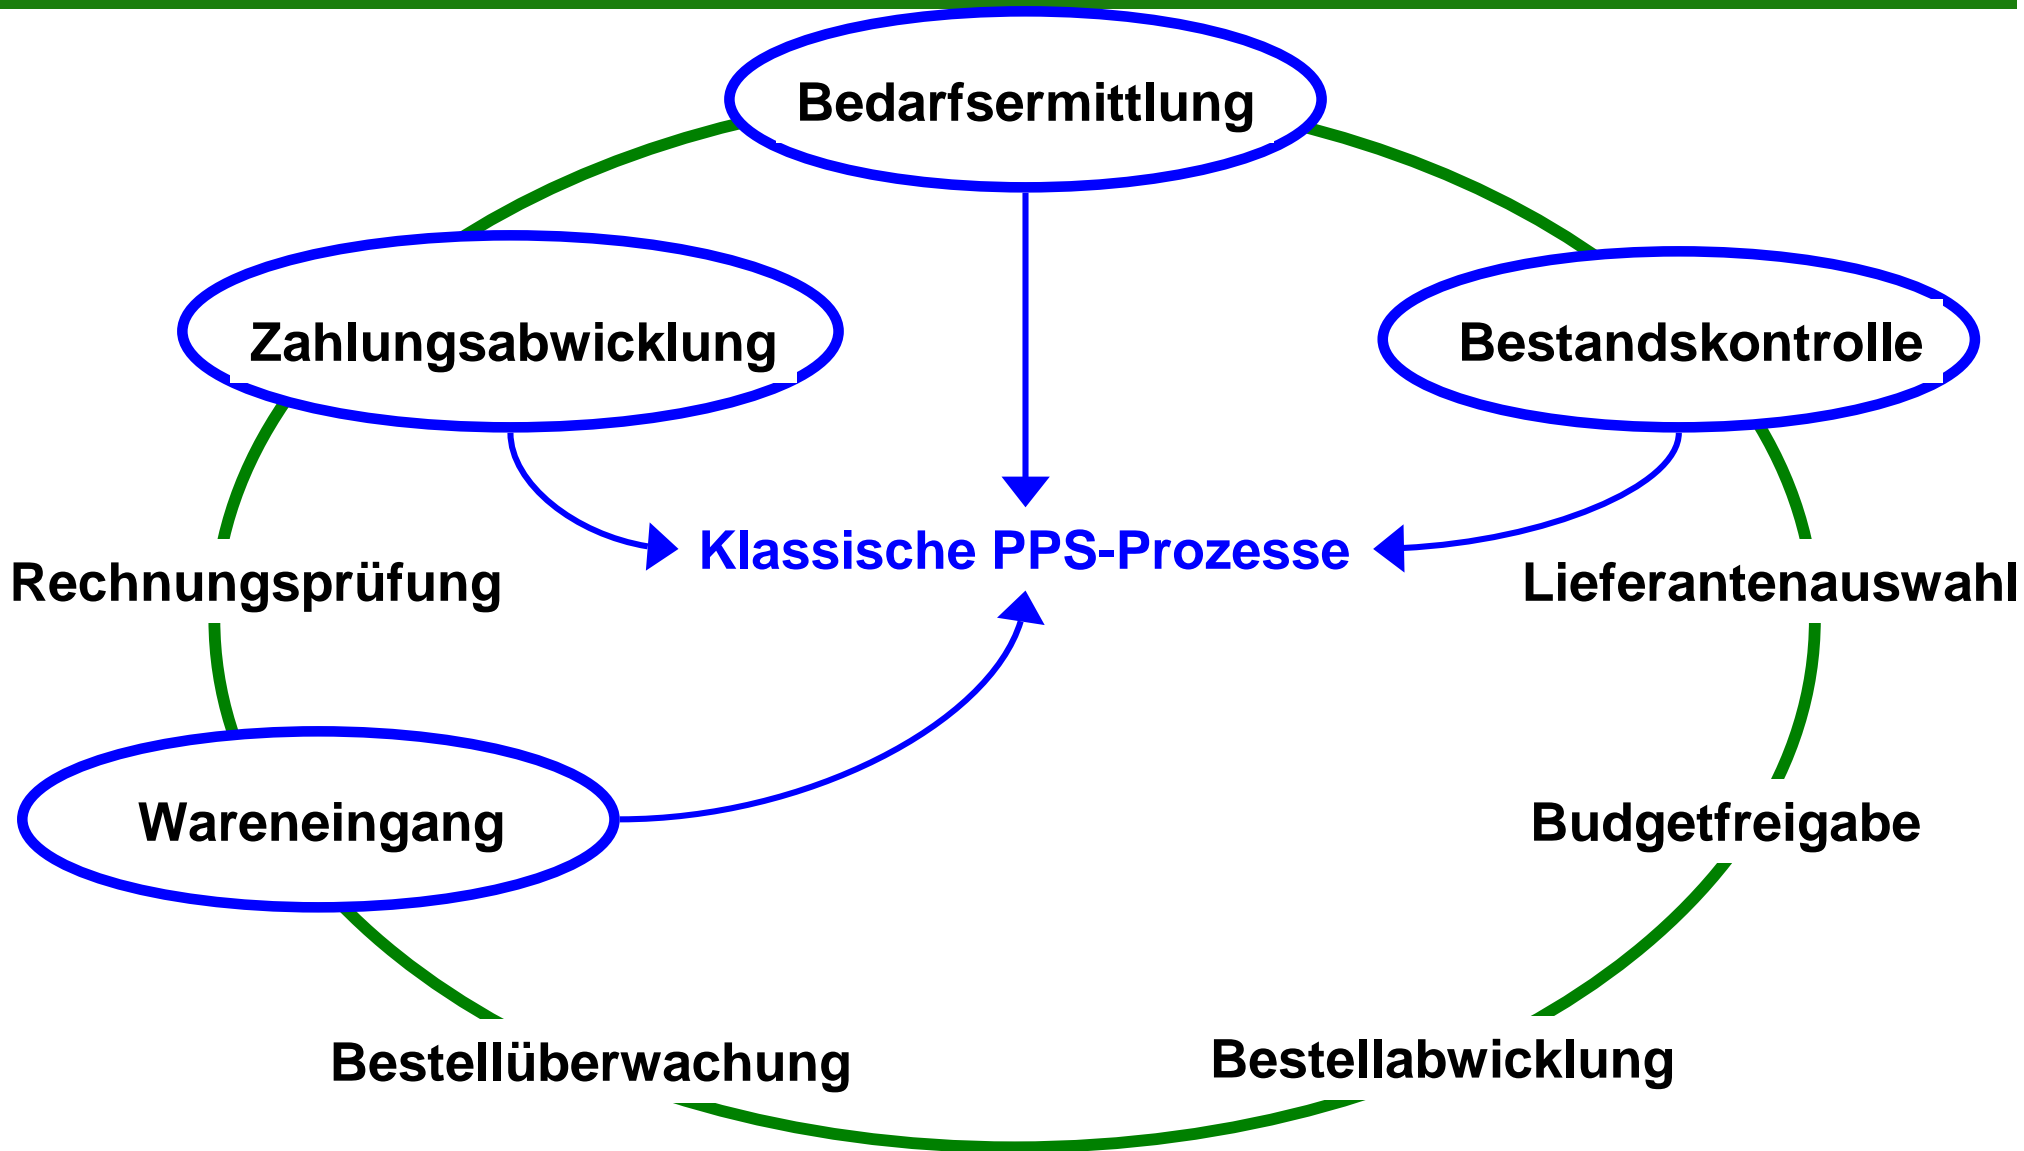 Bedarfsermittlung
Zahlungsabwicklung
Bestandskontrolle
Klassische PPS-Prozesse
Rechnungsprüfung
Lieferantenauswahl
Wareneingang
Budgetfreigabe
Bestellüberwachung
Bestellabwicklung